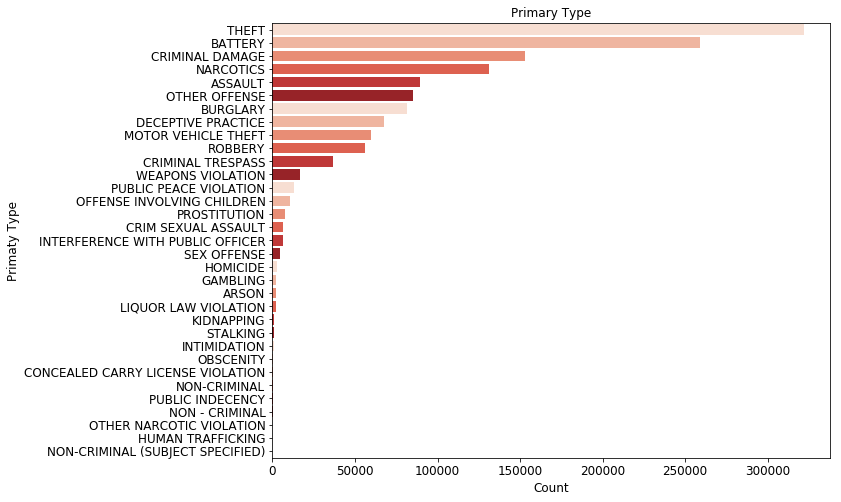 Primary Type
THEFT
BATTERY
CRIMINAL DAMAGE
NARCOTICS
ASSAULT
OTHER OFFENSE
BURGLARY
DECEPTIVE PRACTICE
MOTOR VEHICLE THEFT
ROBBERY
CRIMINAL TRESPASS
WEAPONS VIOLATION
PUBLIC PEACE VIOLATION
OFFENSE INVOLVING CHILDREN
PROSTITUTION
CRIM SEXUAL ASSAULT
INTERFERENCE WITH PUBLIC OFFICER
SEX OFFENSE
HOMICIDE
GAMBLING
ARSON
LIQUOR LAW VIOLATION
KIDNAPPING
STALKING
INTIMIDATION
OBSCENITY
CONCEALED CARRY LICENSE VIOLATION
NON-CRIMINAL
PUBLIC INDECENCY
NON - CRIMINAL
OTHER NARCOTIC VIOLATION
HUMAN TRAFFICKING
NON-CRIMINAL (SUBJECT SPECIFIED)
Primaty Type
0 50000 100000 150000 200000 250000 300000
Count